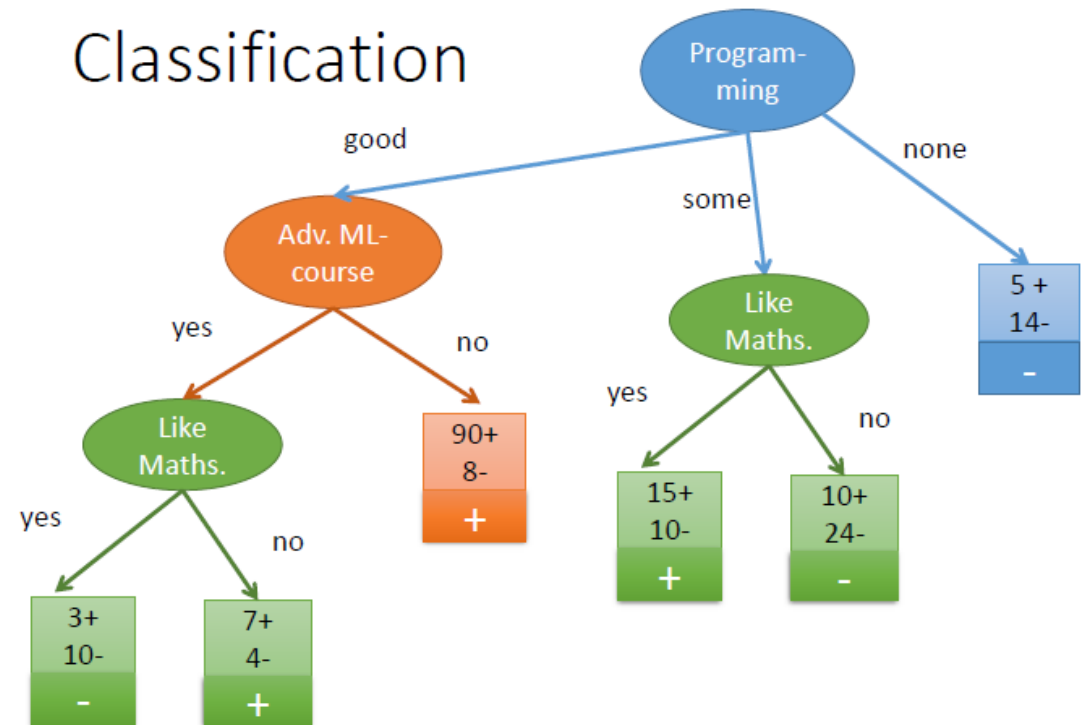 Classification
Program-
ming
good
some
none
Adv. ML-
course
Like
Maths.
5 +
14-
-
yes
no
yes
no
Like
Maths.
90+
8-
+
15+
10-
+
10+
24-
-
yes
no
3+
10-
-
7+
4-
+